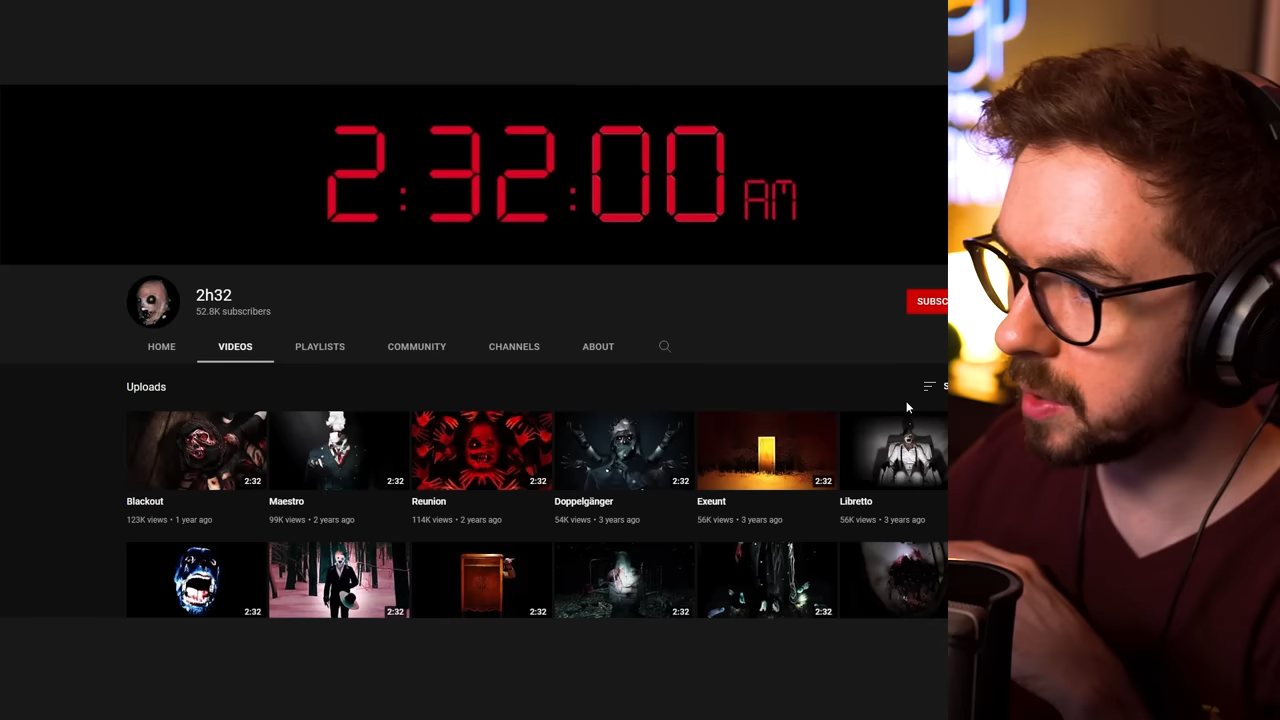 2:32:00 AM
2h32
52.8K subscribers
SUBSC
HOME VIDEOS PLAYLISTS COMMUNITY CHANNELS ABOUT
Uploads
S
2:32 2:32 2:32 2:32 2:32
Blackout Maestro Reunion Doppelgänger Exeunt Libretto
123K views • 1 year ago 99K views • 2 years ago 114K views • 2 years ago 54K views • 3 years ago 56K views • 3 years ago 56K views • 3 years ago
2:32 2:32 2:32 2:32 2:32